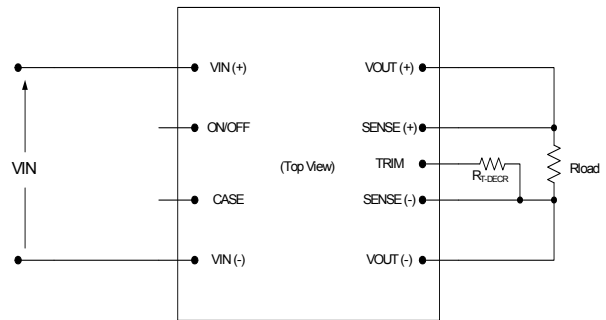 VIN (+)
VOUT (+)
ON/OFF
SENSE (+)
VIN
(Top View)
TRIM
RT-DECR
Rload
CASE
SENSE (-)
VIN (-)
VOUT (-)